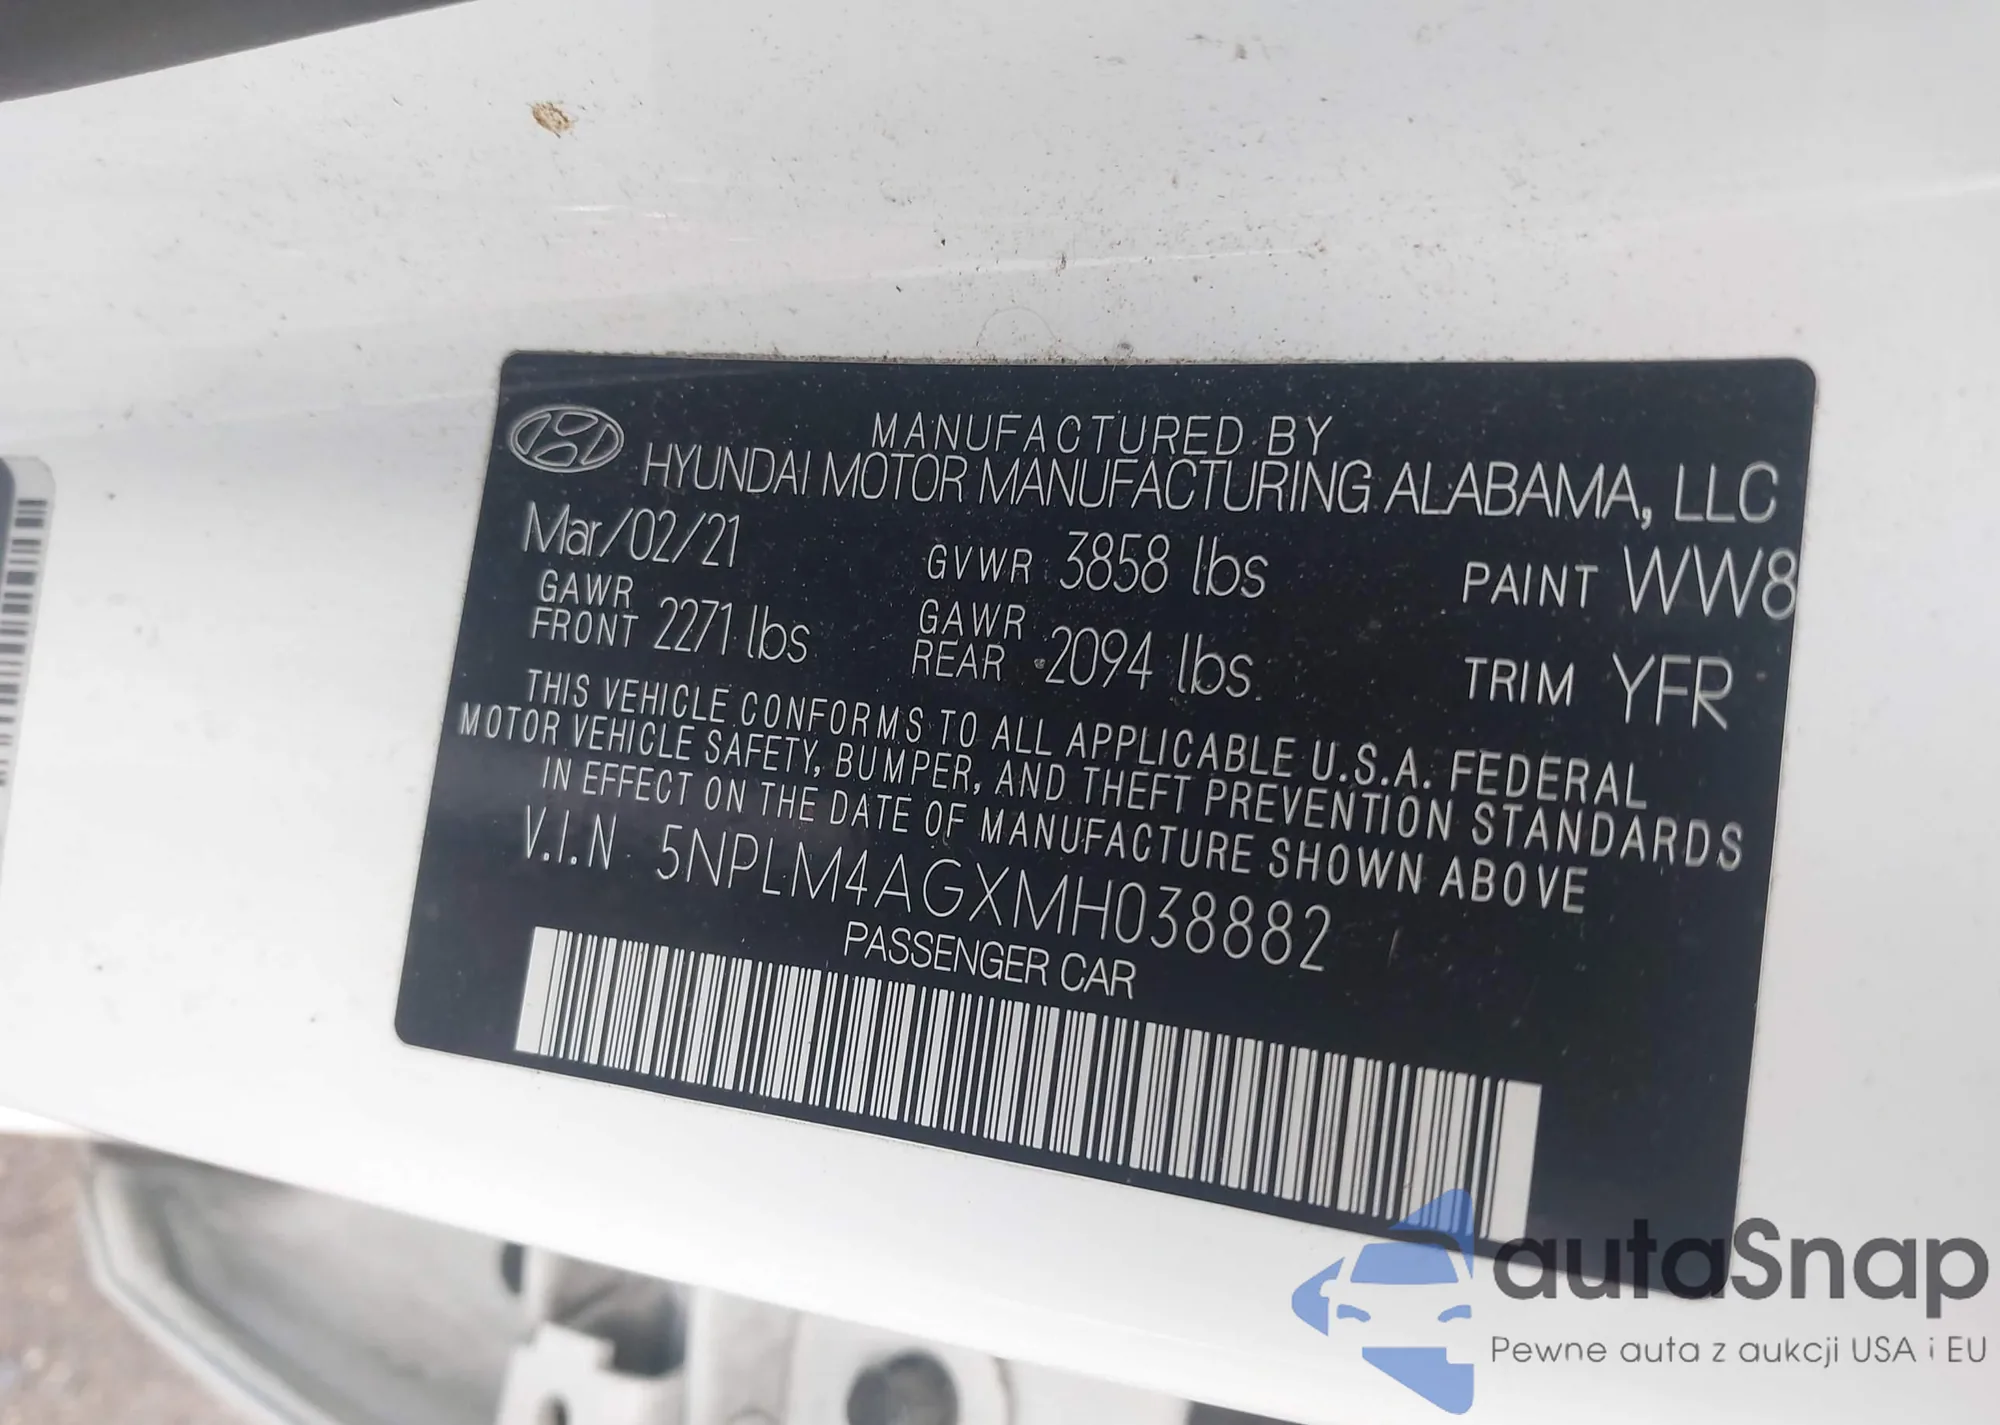 MANUFACTURED BY
HYUNDAI MOTOR MANUFACTURING ALABAMA, LLC
Mar/02/21 GVWR 3858 lbs PAINT WW8
GAWR FRONT 2271 lbs GAWR REAR 2094 lbs TRIM YFR
THIS VEHICLE CONFORMS TO ALL APPLICABLE U.S.A. FEDERAL
MOTOR VEHICLE SAFETY, BUMPER, AND THEFT PREVENTION STANDARDS
IN EFFECT ON THE DATE OF MANUFACTURE SHOWN ABOVE
V.I.N 5NPLM4AGXMH038882
PASSENGER CAR
autaSnap
Pewne auta z aukcji USA i EU